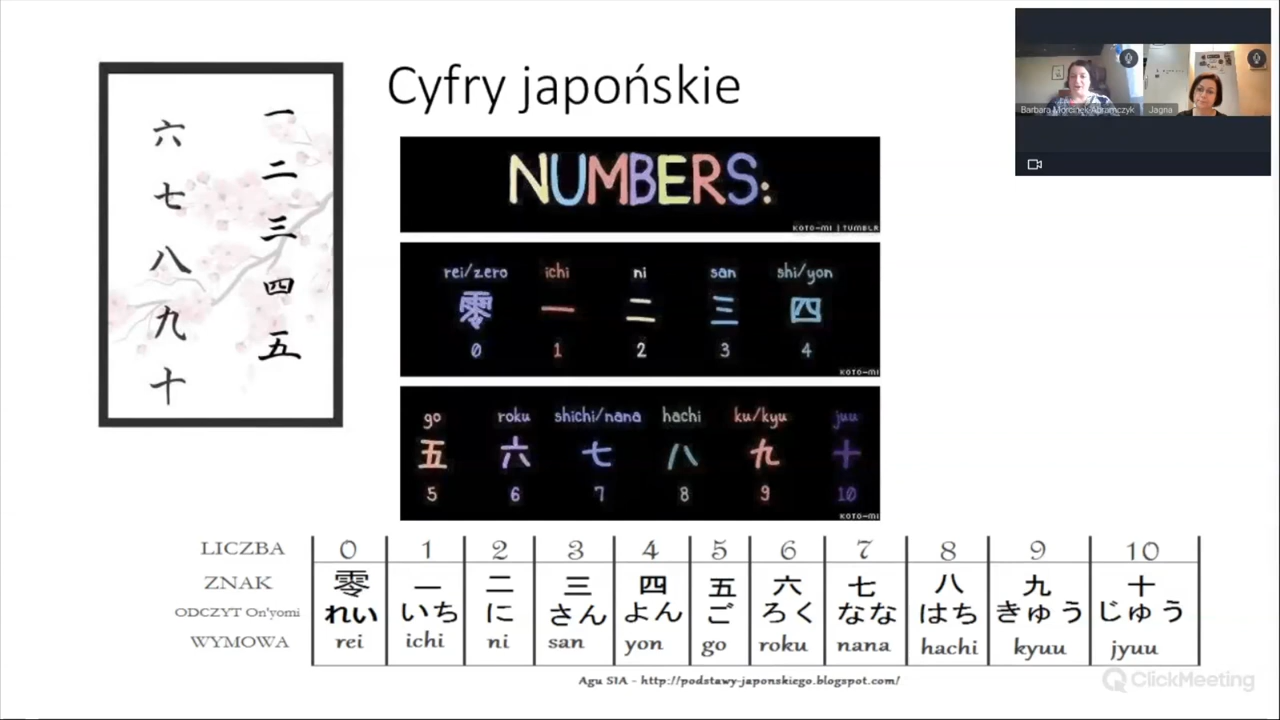 Cyfry japońskie
一
二
三
四
五
六
七
八
九
十
NUMBERS:
KOTO-MI | TUMBLR
rei/zero ichi ni san shi/yon
零 一 二 三 四
0 1 2 3 4
KOTO-MI
go roku shichi/nana hachi ku/kyu juu
五 六 七 八 九 十
5 6 7 8 9 10
KOTO-MI
LICZBA 0 1 2 3 4 5 6 7 8 9 10
ZNAK 零 一 二 三 四 五 六 七 八 九 十
ODCZYT On'yomi れい いち に さん よん ご ろく なな はち きゅう じゅう
WYMOWA rei ichi ni san yon go roku nana hachi kyuu jyuu
Agu SIA - http://podstawy-japonskiego.blogspot.com/
Barbara Morcinek-Abramczyk Jagna
ClickMeeting